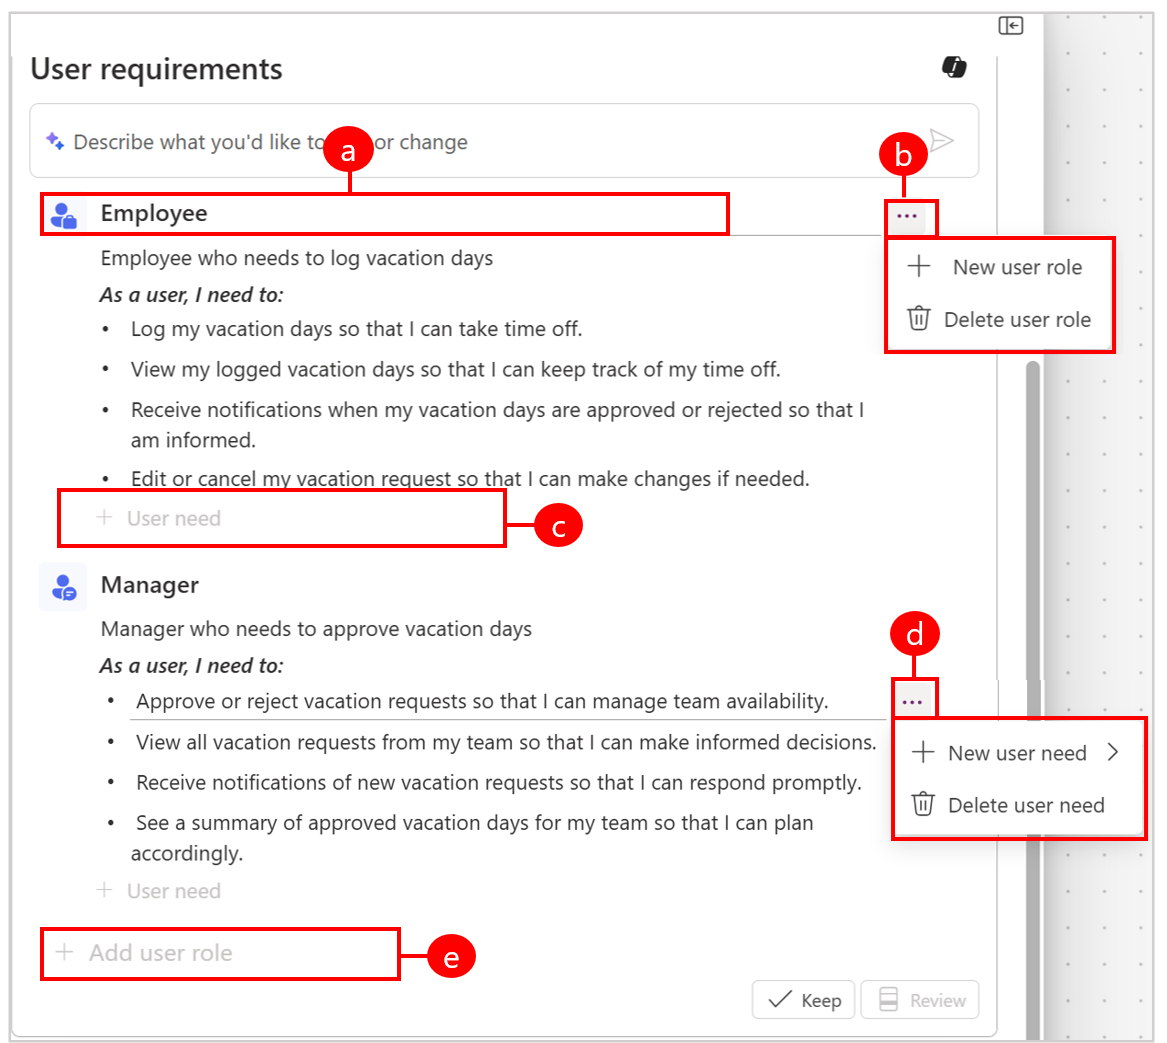 User requirements
Describe what you'd like to or change
a
b
Employee
...
New user role
Employee who needs to log vacation days
As a user, I need to:
Delete user role
• Log my vacation days so that I can take time off.
• View my logged vacation days so that I can keep track of my time off.
• Receive notifications when my vacation days are approved or rejected so that I
am informed.
• Edit or cancel my vacation request so that I can make changes if needed.
+ User need
c
Manager
Manager who needs to approve vacation days
d
As a user, I need to:
• Approve or reject vacation requests so that I can manage team availability.
...
• View all vacation requests from my team so that I can make informed decisions.
New user need
• Receive notifications of new vacation requests so that I can respond promptly.
Delete user need
• See a summary of approved vacation days for my team so that I can plan
accordingly.
+ User need
+ Add user role
e
Keep
Review